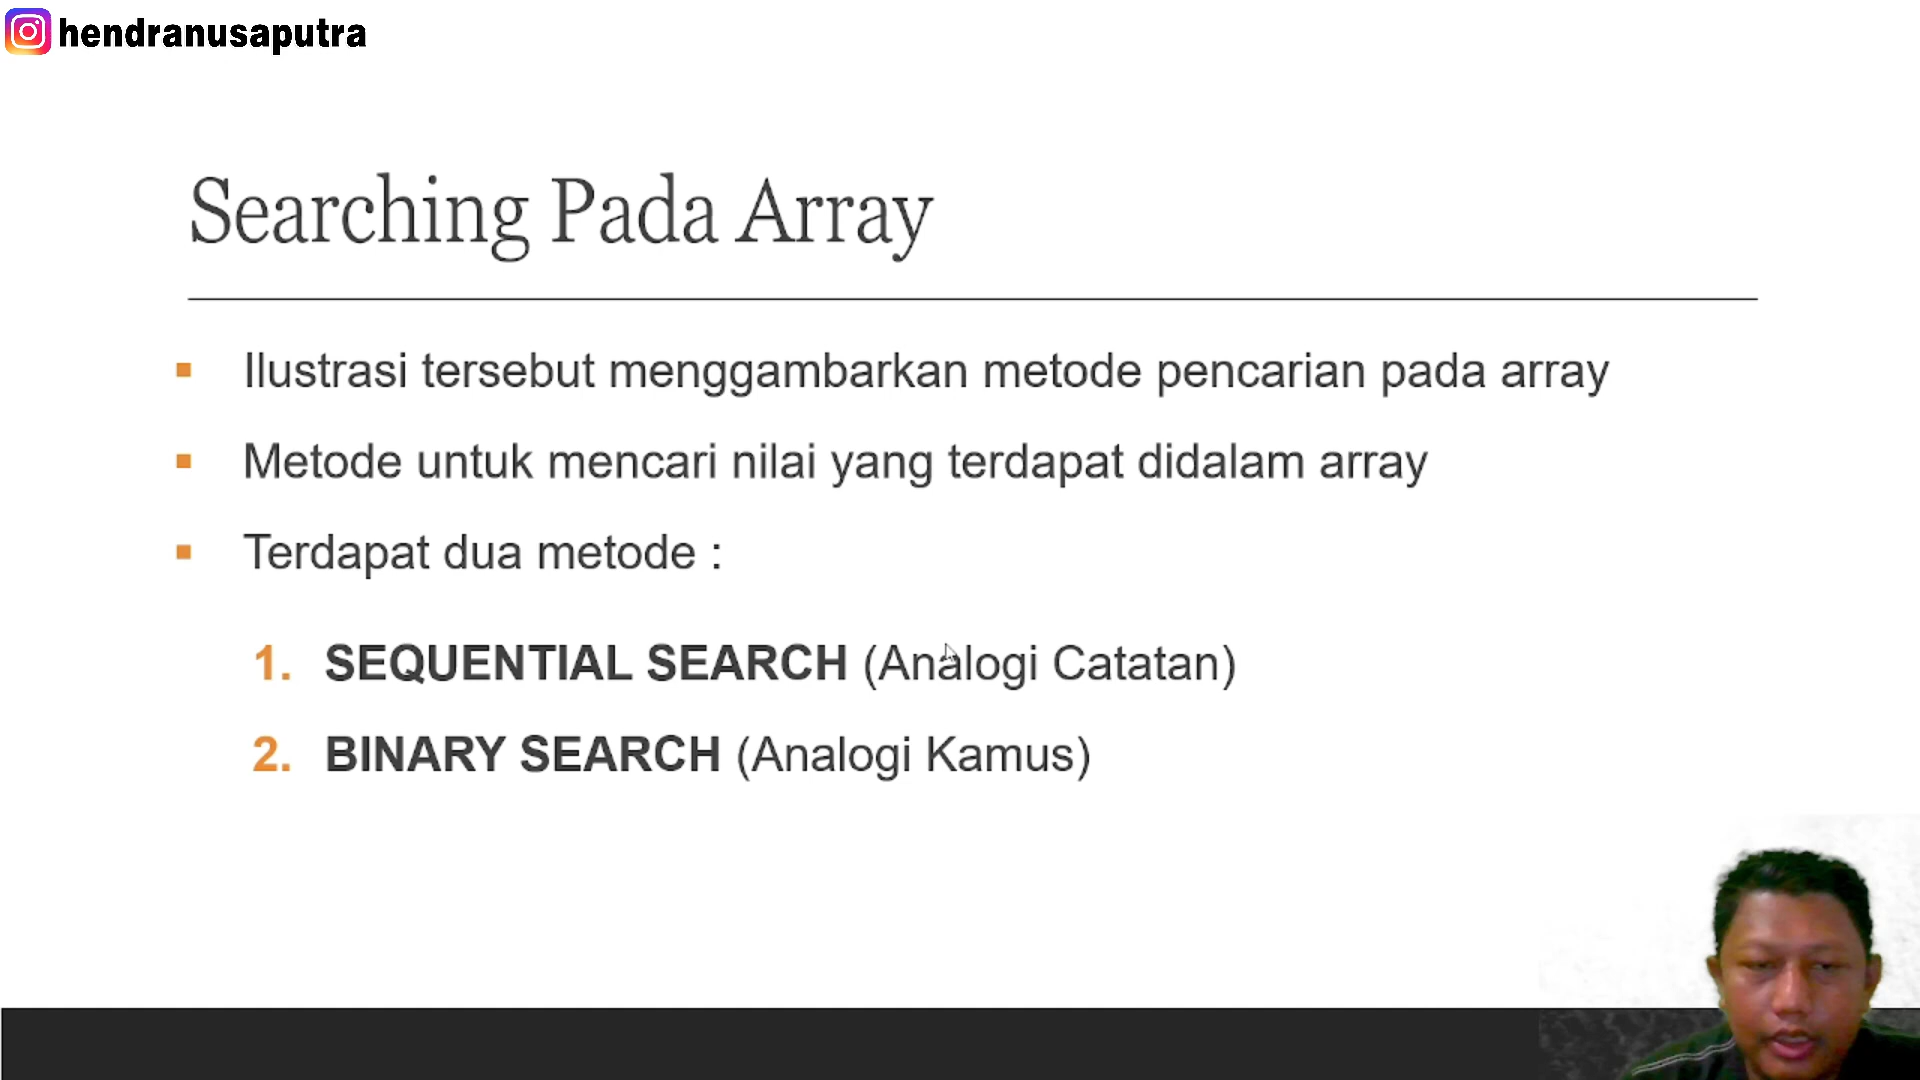 hendranusaputra
Searching Pada Array
Ilustrasi tersebut menggambarkan metode pencarian pada array
Metode untuk mencari nilai yang terdapat didalam array
Terdapat dua metode :
1. SEQUENTIAL SEARCH (Analogi Catatan)
2. BINARY SEARCH (Analogi Kamus)